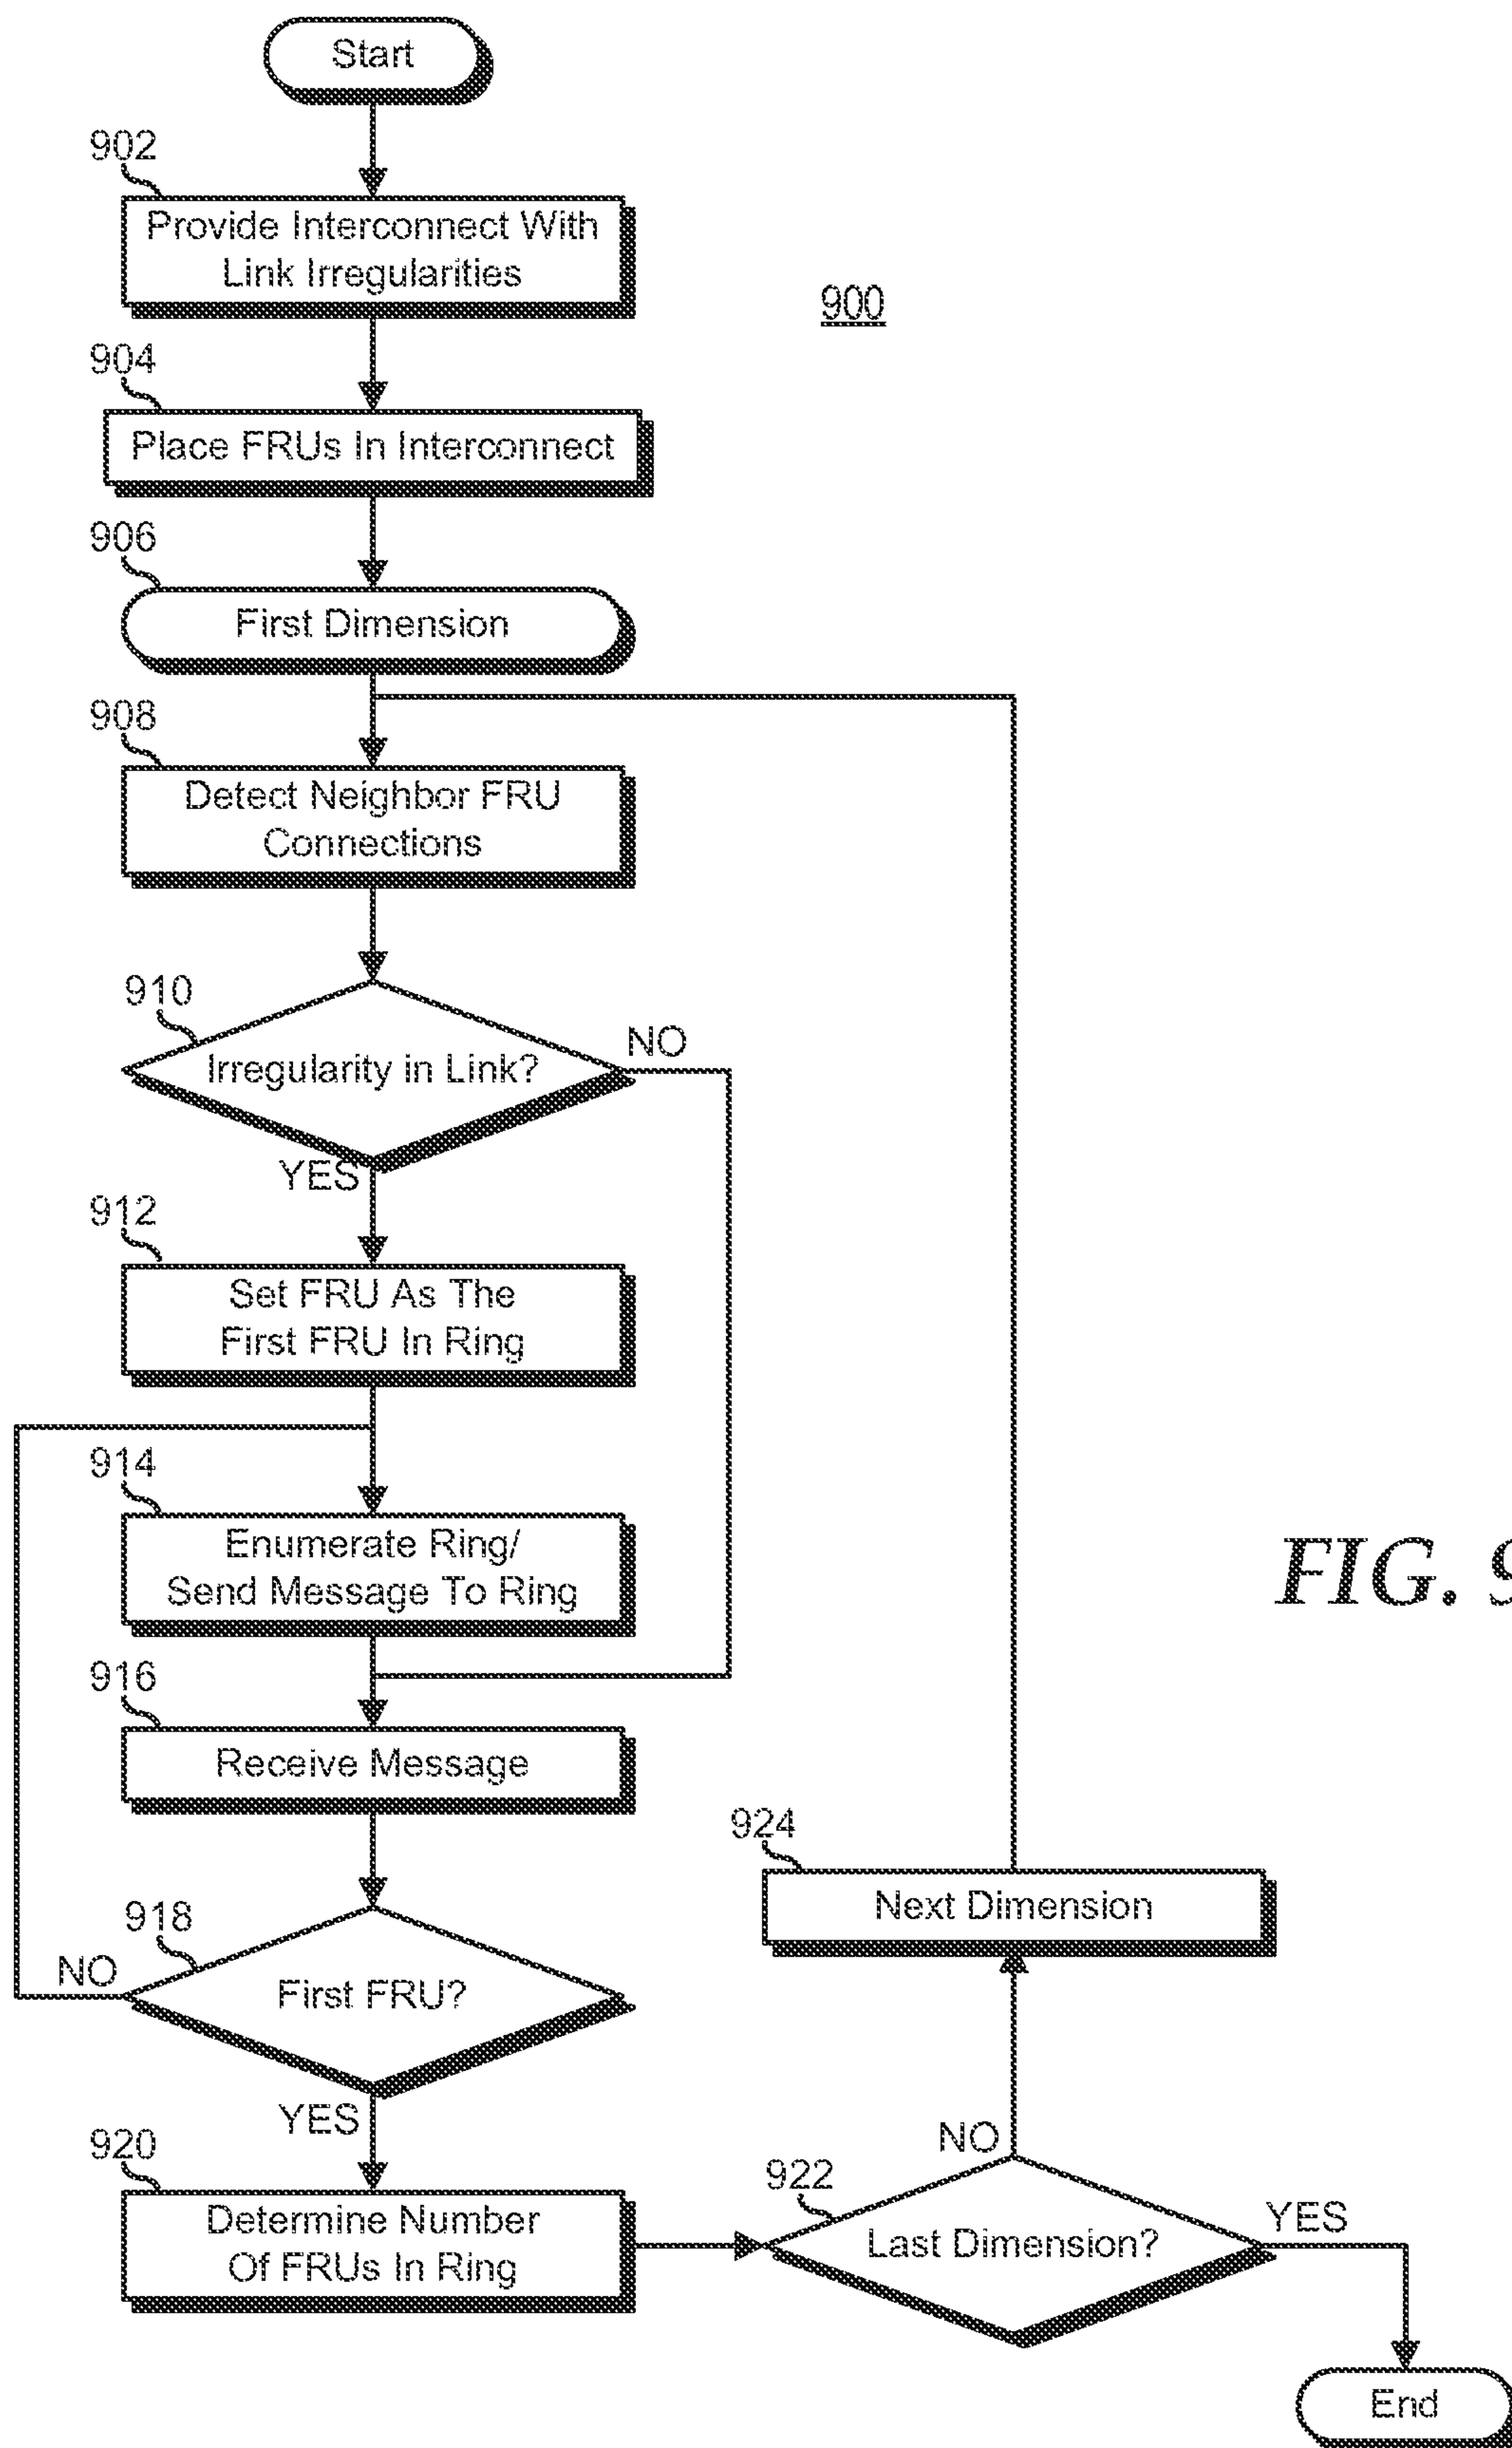 Start
902
Provide Interconnect With
Link Irregularities
900
904
Place FRUs In Interconnect
906
First Dimension
908
Detect Neighbor FRU
Connections
910
Irregularity in Link?
NO
YES
912
Set FRU As The
First FRU In Ring
914
Enumerate Ring/
Send Message To Ring
FIG. 9
916
Receive Message
924
Next Dimension
918
NO
First FRU?
YES
NO
920
Determine Number
Of FRUs In Ring
922
Last Dimension?
YES
End